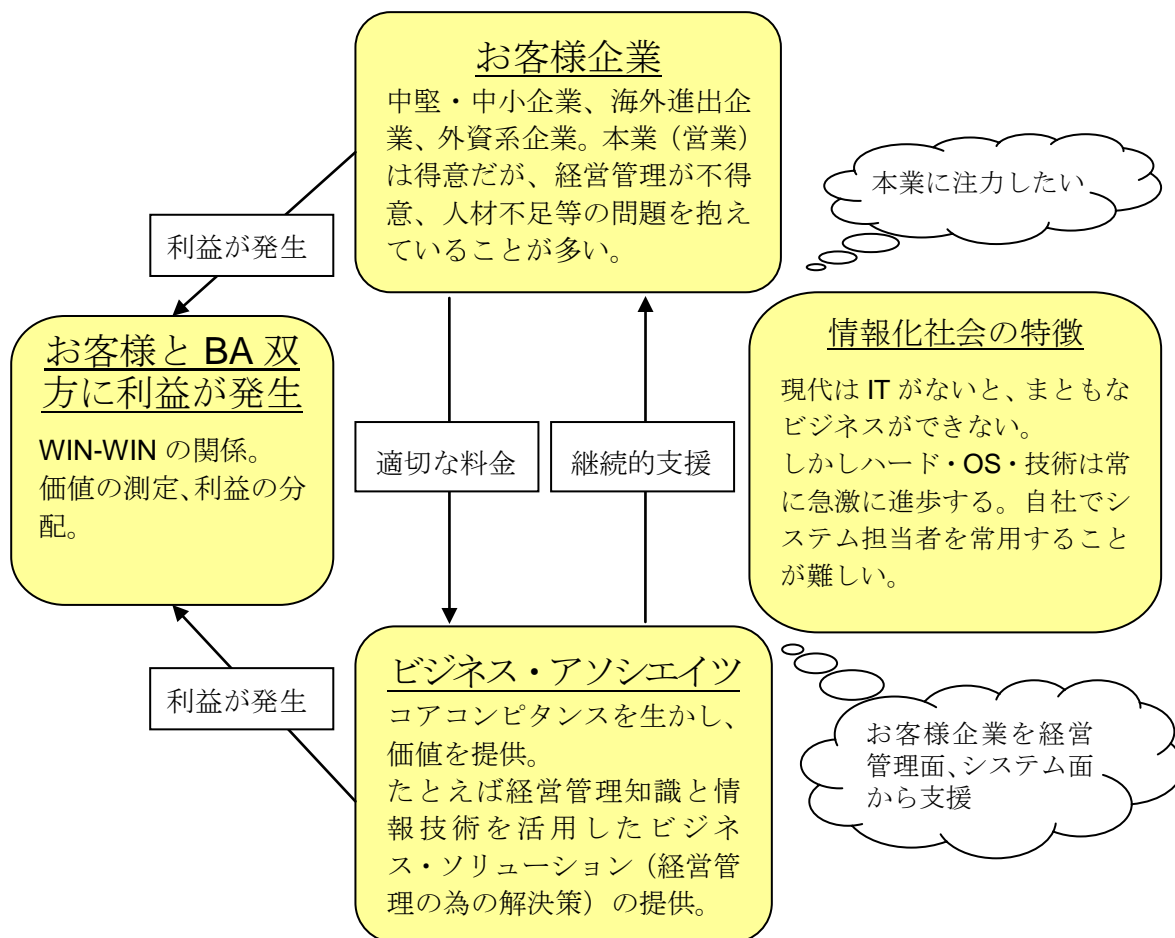 お客様企業
中堅・中小企業、海外進出企
業、外資系企業。本業（営業）
は得意だが、経営管理が不得
意、人材不足等の問題を抱え
ていることが多い。
本業に注力したい
利益が発生
お客様と BA 双
方に利益が発生
WIN-WIN の関係。
価値の測定、利益の分
配。
適切な料金
継続的支援
情報化社会の特徴
現代は IT がないと、まともな
ビジネスができない。
しかしハード・OS・技術は常
に急激に進歩する。自社でシ
ステム担当者を常用すること
が難しい。
利益が発生
ビジネス・アソシエイツ
コアコンピタンスを生かし、
価値を提供。
たとえば経営管理知識と情
報技術を活用したビジネ
ス・ソリューション（経営管
理の為の解決策）の提供。
お客様企業を経営
管理面、システム面
から支援